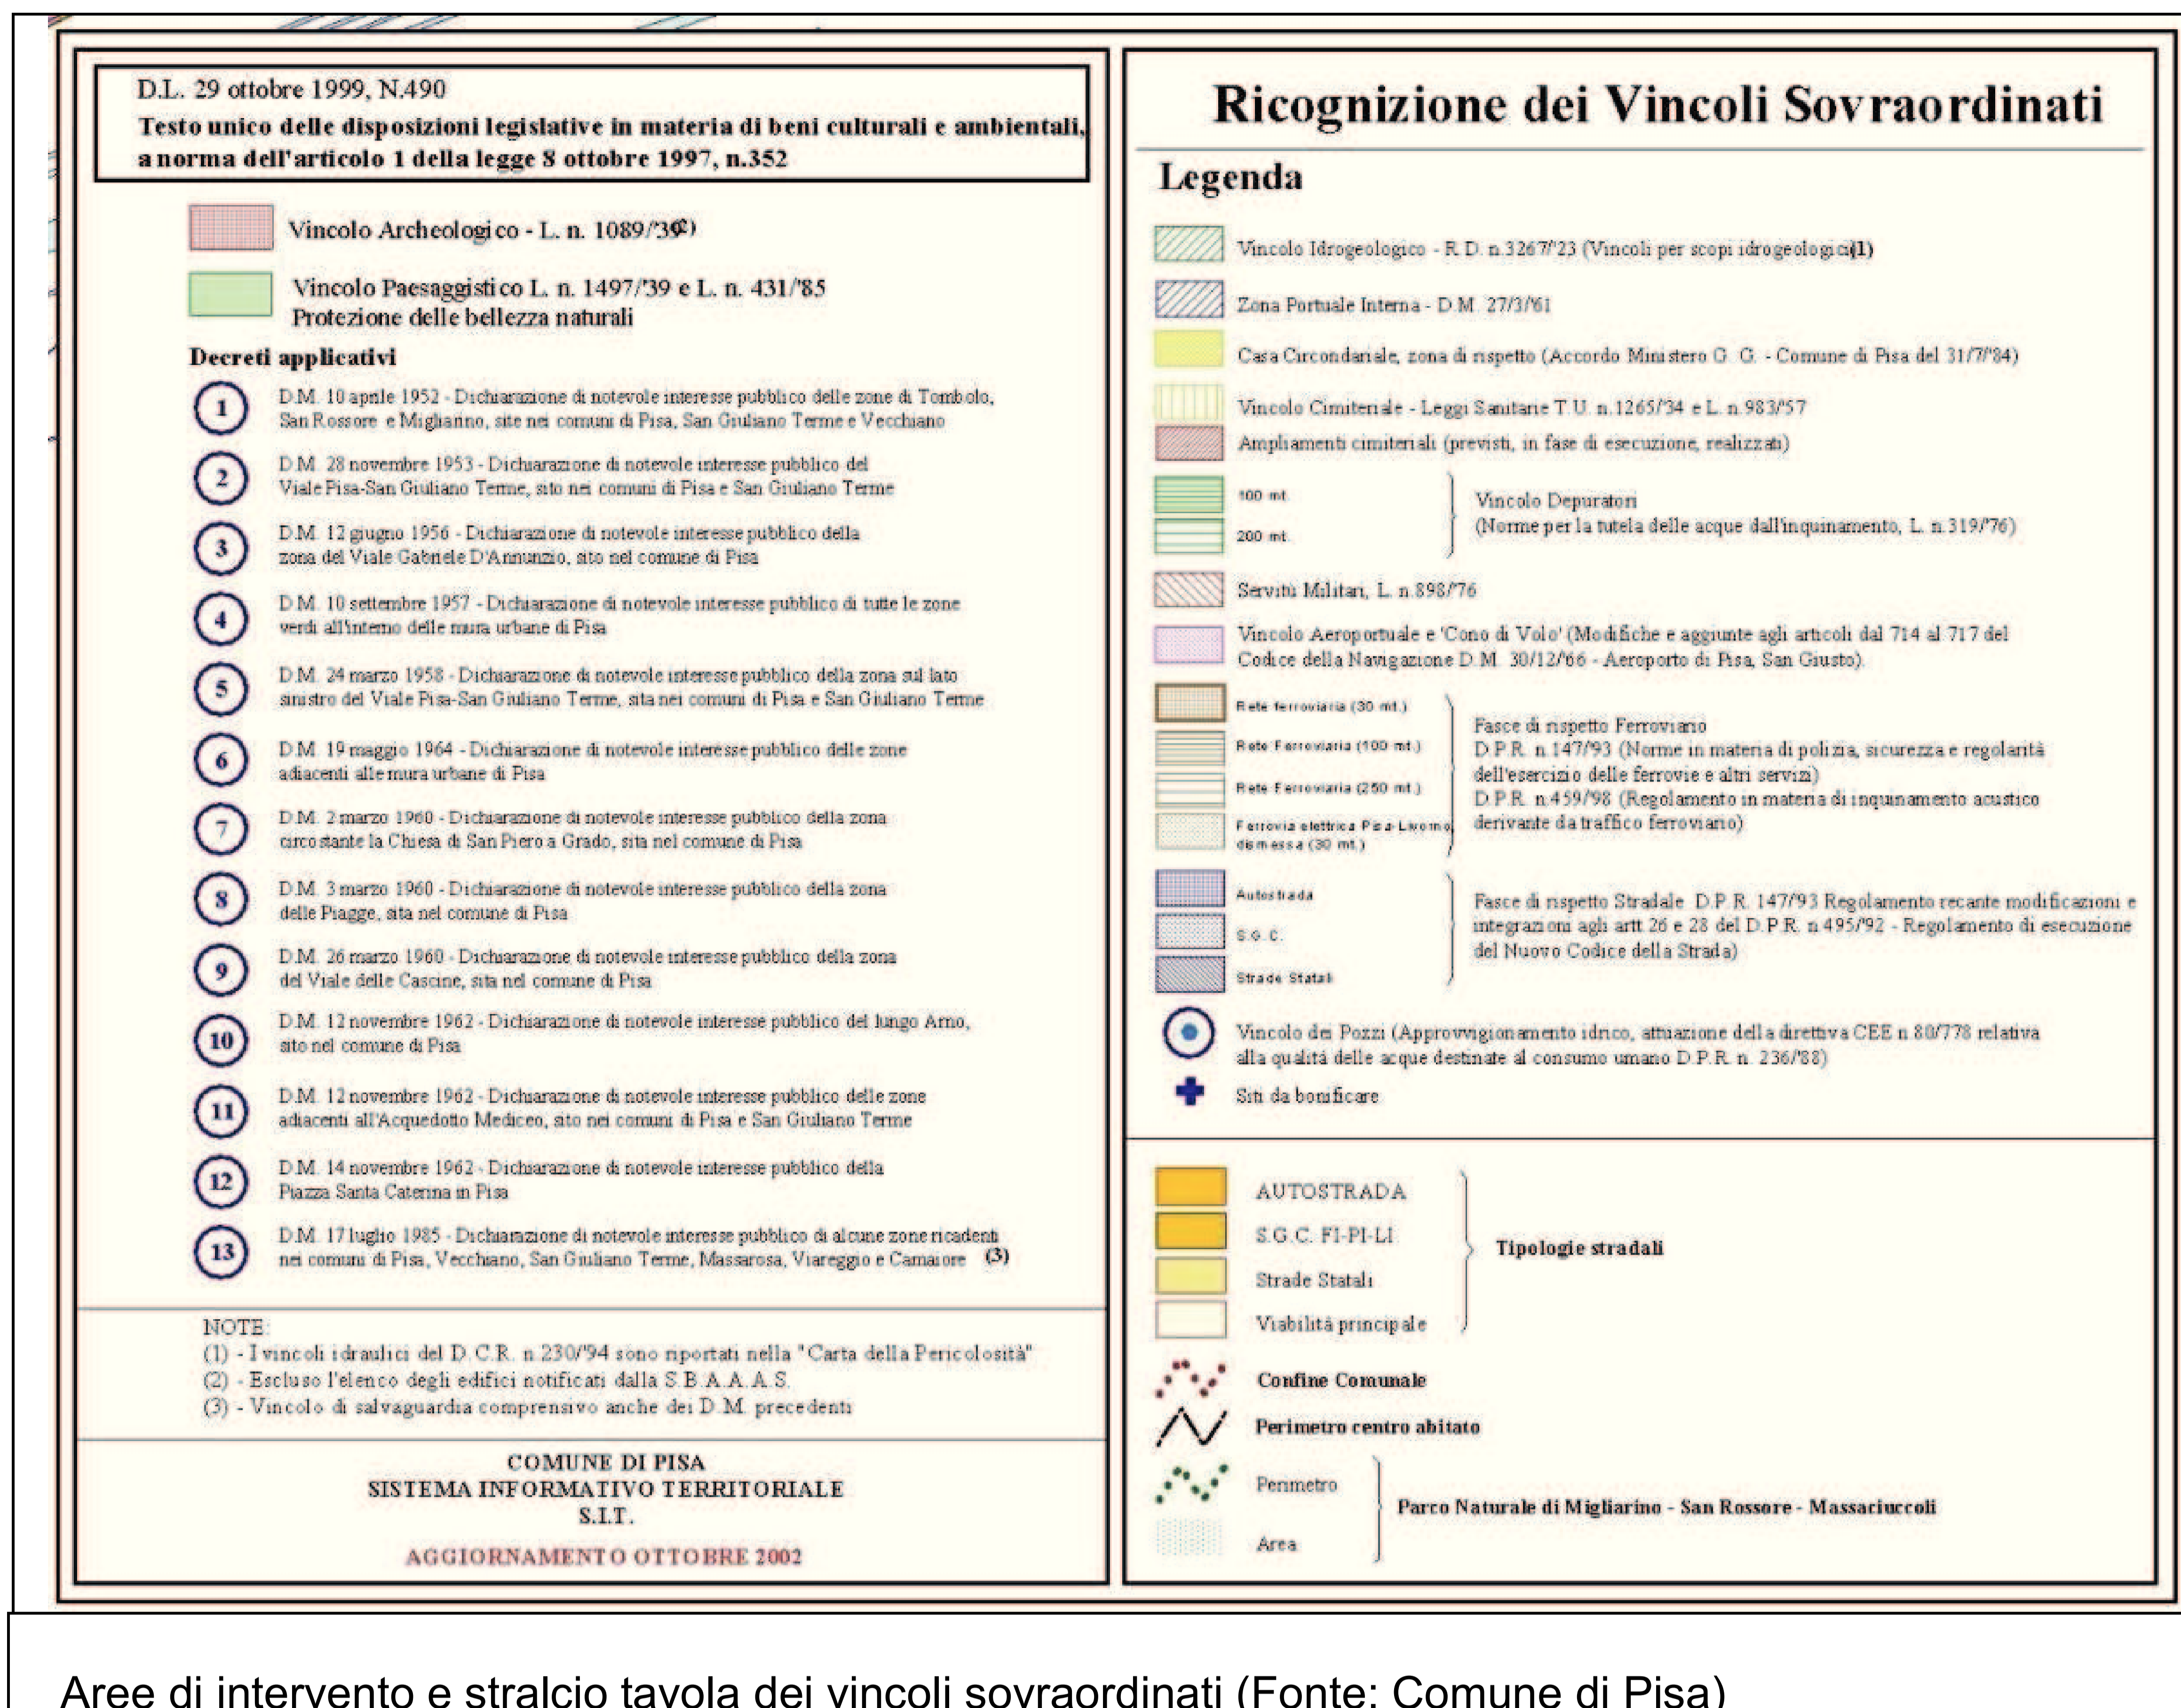 D.L. 29 ottobre 1999, N.490
Testo unico delle disposizioni legislative in materia di beni culturali e ambientali,
a norma dell'articolo 1 della legge 8 ottobre 1997, n.352
Vincolo Archeologico - L. n. 1089/'39(2)
Vincolo Paesaggistico L. n. 1497/'39 e L. n. 431/'85
Protezione delle bellezza naturali
Decreti applicativi
1 D.M. 10 aprile 1952 - Dichiarazione di notevole interesse pubblico delle zone di Tombolo,
San Rossore e Migliarino, site nei comuni di Pisa, San Giuliano Terme e Vecchiano
2 D.M. 28 novembre 1953 - Dichiarazione di notevole interesse pubblico del
Viale Pisa-San Giuliano Terme, sito nei comuni di Pisa e San Giuliano Terme
3 D.M. 12 giugno 1956 - Dichiarazione di notevole interesse pubblico della
zona del Viale Gabriele D'Annunzio, sito nel comune di Pisa
4 D.M. 10 settembre 1957 - Dichiarazione di notevole interesse pubblico di tutte le zone
verdi all'interno delle mura urbane di Pisa
5 D.M. 24 marzo 1958 - Dichiarazione di notevole interesse pubblico della zona sul lato
sinistro del Viale Pisa-San Giuliano Terme, sita nei comuni di Pisa e San Giuliano Terme
6 D.M. 19 maggio 1964 - Dichiarazione di notevole interesse pubblico delle zone
adiacenti alle mura urbane di Pisa
7 D.M. 2 marzo 1960 - Dichiarazione di notevole interesse pubblico della zona
circostante la Chiesa di San Piero a Grado, sita nel comune di Pisa
8 D.M. 3 marzo 1960 - Dichiarazione di notevole interesse pubblico della zona
delle Piagge, sita nel comune di Pisa
9 D.M. 26 marzo 1960 - Dichiarazione di notevole interesse pubblico della zona
del Viale delle Cascine, sita nel comune di Pisa
10 D.M. 12 novembre 1962 - Dichiarazione di notevole interesse pubblico del lungo Arno,
sito nel comune di Pisa
11 D.M. 12 novembre 1962 - Dichiarazione di notevole interesse pubblico delle zone
adiacenti all'Acquedotto Mediceo, sito nei comuni di Pisa e San Giuliano Terme
12 D.M. 14 novembre 1962 - Dichiarazione di notevole interesse pubblico della
Piazza Santa Caterina in Pisa
13 D.M. 17 luglio 1985 - Dichiarazione di notevole interesse pubblico di alcune zone ricadenti
nei comuni di Pisa, Vecchiano, San Giuliano Terme, Massarosa, Viareggio e Camaiore (3)
NOTE:
(1) - I vincoli idraulici del D.C.R. n.230/'94 sono riportati nella "Carta della Pericolosità"
(2) - Escluso l'elenco degli edifici notificati dalla S.B.A.A.A.S.
(3) - Vincolo di salvaguardia comprensivo anche dei D.M. precedenti
COMUNE DI PISA
SISTEMA INFORMATIVO TERRITORIALE
S.I.T.
AGGIORNAMENTO OTTOBRE 2002
Ricognizione dei Vincoli Sovraordinati
Legenda
Vincolo Idrogeologico - R.D. n.3267/'23 (Vincoli per scopi idrogeologici)(1)
Zona Portuale Interna - D.M. 27/3/'61
Casa Circondariale, zona di rispetto (Accordo Ministero G. G. - Comune di Pisa del 31/7/'84)
Vincolo Cimiteriale - Leggi Sanitarie T.U. n.1265/'34 e L. n.983/'57
Ampliamenti cimiteriali (previsti, in fase di esecuzione, realizzati)
100 mt.
200 mt.
Vincolo Depuratori
(Norme per la tutela delle acque dall'inquinamento, L. n.319/'76)
Servitù Militari, L. n.898/'76
Vincolo Aeroportuale e 'Cono di Volo' (Modifiche e aggiunte agli articoli dal 714 al 717 del
Codice della Navigazione D.M. 30/12/'66 - Aeroporto di Pisa, San Giusto).
Rete ferroviaria (30 mt.)
Rete Ferroviaria (100 mt.)
Rete Ferroviaria (250 mt.)
Ferrovia elettrica Pisa-Livorno,
dismessa (30 mt.)
Fasce di rispetto Ferroviario
D.P.R. n.147/'93 (Norme in materia di polizia, sicurezza e regolarità
dell'esercizio delle ferrovie e altri servizi)
D.P.R. n.459/'98 (Regolamento in materia di inquinamento acustico
derivante da traffico ferroviario)
Autostrada
S.G.C.
Strade Statali
Fasce di rispetto Stradale D.P.R. 147/'93 Regolamento recante modificazioni e
integrazioni agli artt 26 e 28 del D.P.R. n.495/'92 - Regolamento di esecuzione
del Nuovo Codice della Strada)
Vincolo dei Pozzi (Approvvigionamento idrico, attuazione della direttiva CEE n.80/778 relativa
alla qualità delle acque destinate al consumo umano D.P.R. n. 236/'88)
Siti da bonificare
AUTOSTRADA
S.G.C. FI-PI-LI
Strade Statali
Viabilità principale
Tipologie stradali
Confine Comunale
Perimetro centro abitato
Perimetro
Area
Parco Naturale di Migliarino - San Rossore - Massaciuccoli
Aree di intervento e stralcio tavola dei vincoli sovraordinati (Fonte: Comune di Pisa)